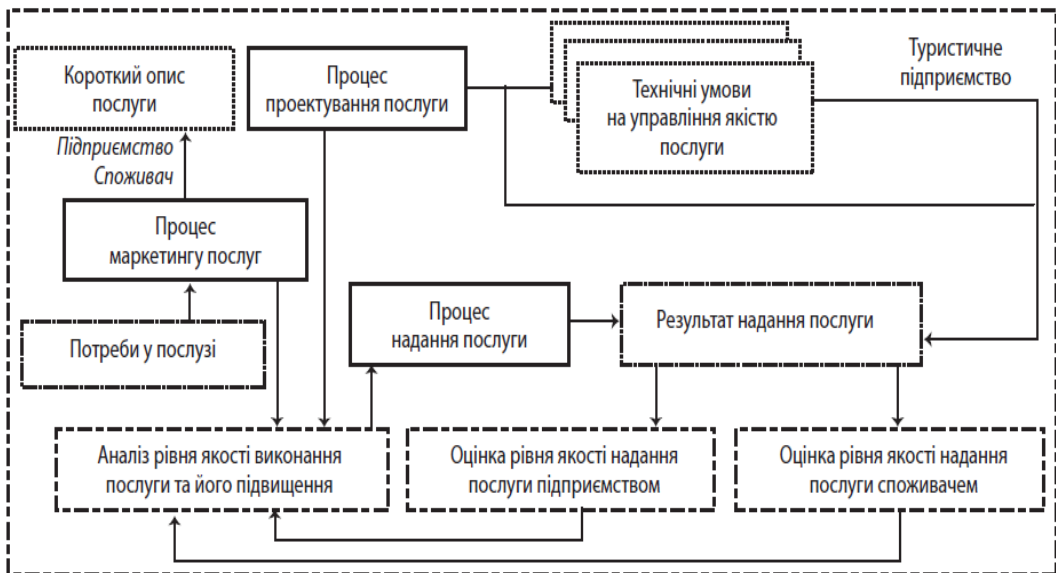 Короткий опис
послуги
Процес
проектування послуги
Технічні умови
на управління якістю
послуги
Туристичне
підприємство
Підприємство
Споживач
Процес
маркетингу послуг
Потреби у послузі
Процес
надання послуги
Результат надання послуги
Аналіз рівня якості виконання
послуги та його підвищення
Оцінка рівня якості надання
послуги підприємством
Оцінка рівня якості надання
послуги споживачем